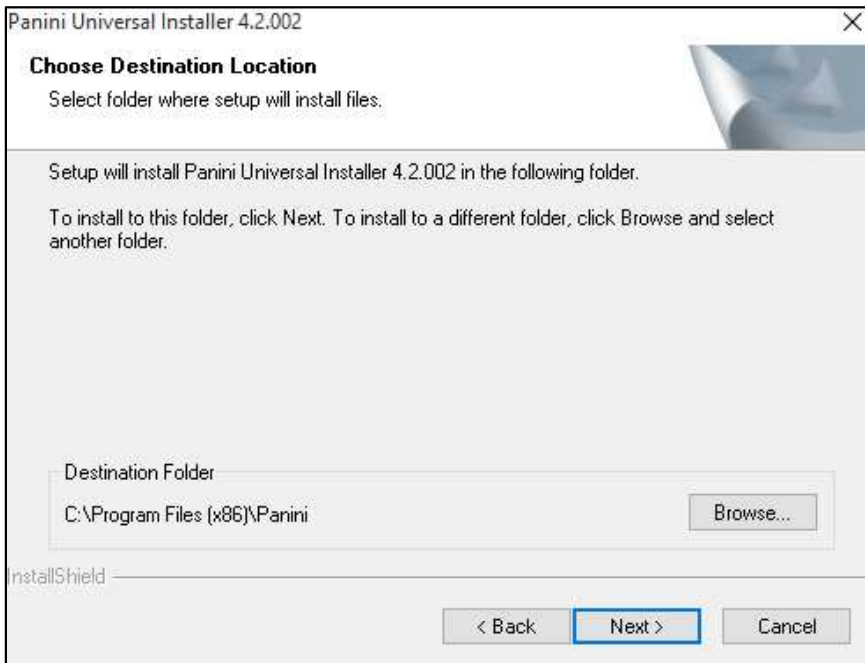 Panini Universal Installer 4.2.002
Choose Destination Location
Select folder where setup will install files.
Setup will install Panini Universal Installer 4.2.002 in the following folder.
To install to this folder, click Next. To install to a different folder, click Browse and select
another folder.
Destination Folder
C:\Program Files (x86)\Panini
Browse...
InstallShield
< Back
Next >
Cancel